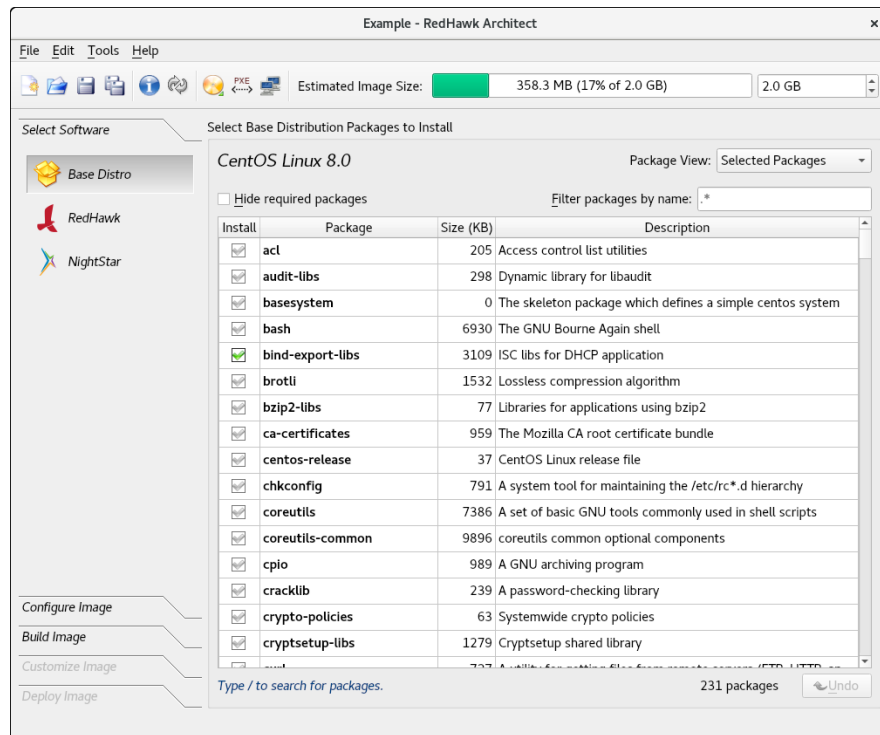 Example - RedHawk Architect ×
File Edit Tools Help
PXE Estimated Image Size: 358.3 MB (17% of 2.0 GB) 2.0 GB
Select Software
Base Distro
RedHawk
NightStar
Configure Image
Build Image
Customize Image
Deploy Image
Select Base Distribution Packages to Install
CentOS Linux 8.0 Package View: Selected Packages
Hide required packages Filter packages by name: .*
Install Package Size (KB) Description
acl 205 Access control list utilities
audit-libs 298 Dynamic library for libaudit
basesystem 0 The skeleton package which defines a simple centos system
bash 6930 The GNU Bourne Again shell
bind-export-libs 3109 ISC libs for DHCP application
brotli 1532 Lossless compression algorithm
bzip2-libs 77 Libraries for applications using bzip2
ca-certificates 959 The Mozilla CA root certificate bundle
centos-release 37 CentOS Linux release file
chkconfig 791 A system tool for maintaining the /etc/rc*.d hierarchy
coreutils 7386 A set of basic GNU tools commonly used in shell scripts
coreutils-common 9896 coreutils common optional components
cpio 989 A GNU archiving program
cracklib 239 A password-checking library
crypto-policies 63 Systemwide crypto policies
cryptsetup-libs 1279 Cryptsetup shared library
Type / to search for packages. 231 packages Undo